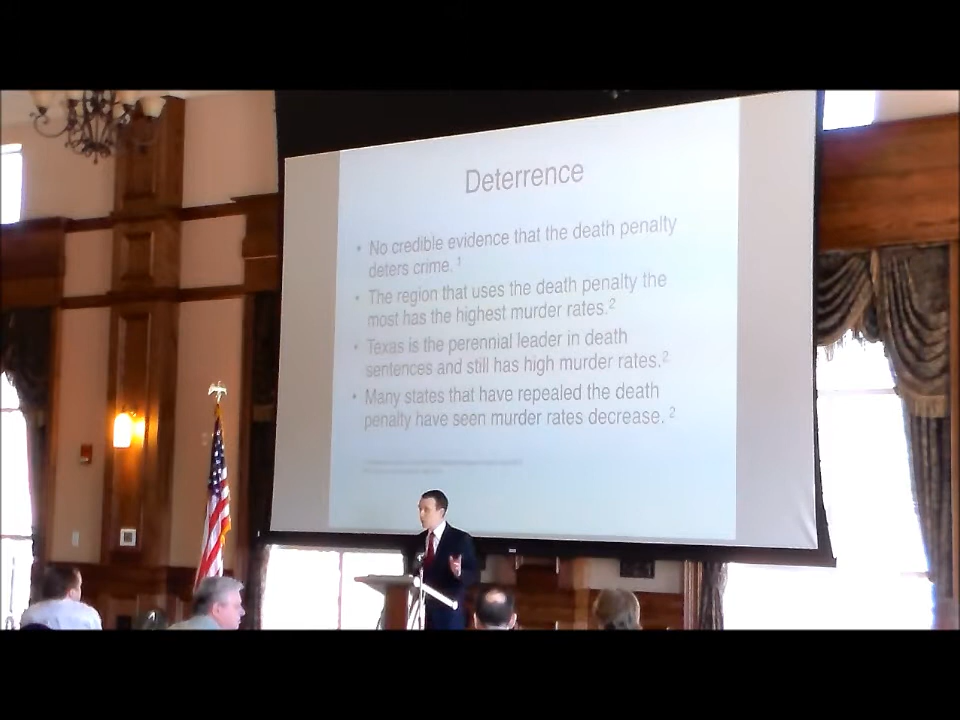 Deterrence
• No credible evidence that the death penalty
deters crime. 1
• The region that uses the death penalty the
most has the highest murder rates.2
• Texas is the perennial leader in death
sentences and still has high murder rates.2
• Many states that have repealed the death
penalty have seen murder rates decrease. 2